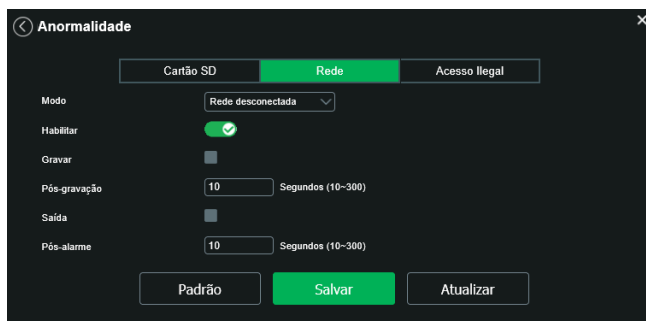 Anormalidade
Cartão SD Rede Acesso Ilegal
Modo Rede desconectada
Habilitar
Gravar
Pós-gravação 10 Segundos (10~300)
Saída
Pós-alarme 10 Segundos (10~300)
Padrão Salvar Atualizar